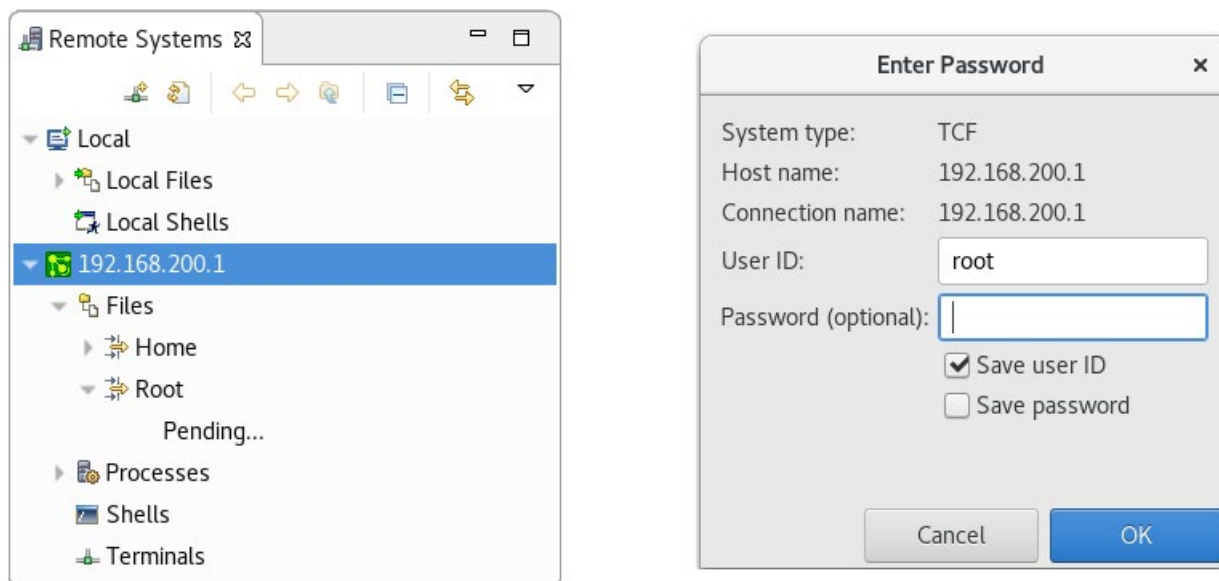 Remote Systems
Local
Local Files
Local Shells
192.168.200.1
Files
Home
Root
Pending...
Processes
Shells
Terminals
Enter Password
System type: TCF
Host name: 192.168.200.1
Connection name: 192.168.200.1
User ID: root
Password (optional):
Save user ID
Save password
Cancel OK